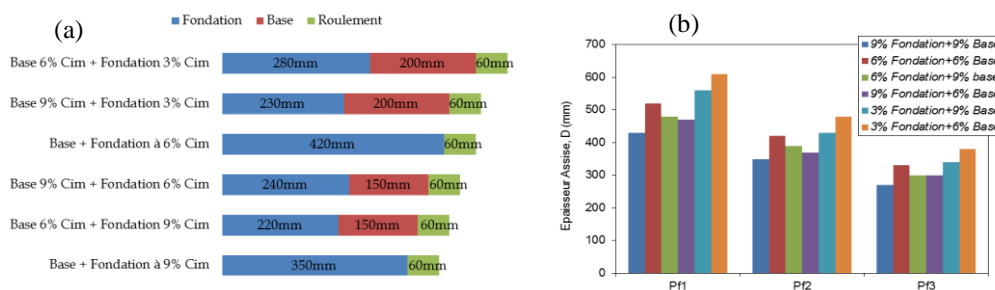 (a)
Fondation Base Roulement
Base 6% Cim + Fondation 3% Cim 280mm 200mm 60mm
Base 9% Cim + Fondation 3% Cim 230mm 200mm 60mm
Base + Fondation à 6% Cim 420mm 60mm
Base 9% Cim + Fondation 6% Cim 240mm 150mm 60mm
Base 6% Cim + Fondation 9% Cim 220mm 150mm 60mm
Base + Fondation à 9% Cim 350mm 60mm
(b)
Epaisseur Assise, D (mm)
700
600
500
400
300
200
100
0
Pf1 Pf2 Pf3
9% Fondation+9% Base
6% Fondation+6% Base
6% Fondation+9% base
9% Fondation+6% Base
3% Fondation+9% Base
3% Fondation+6% Base